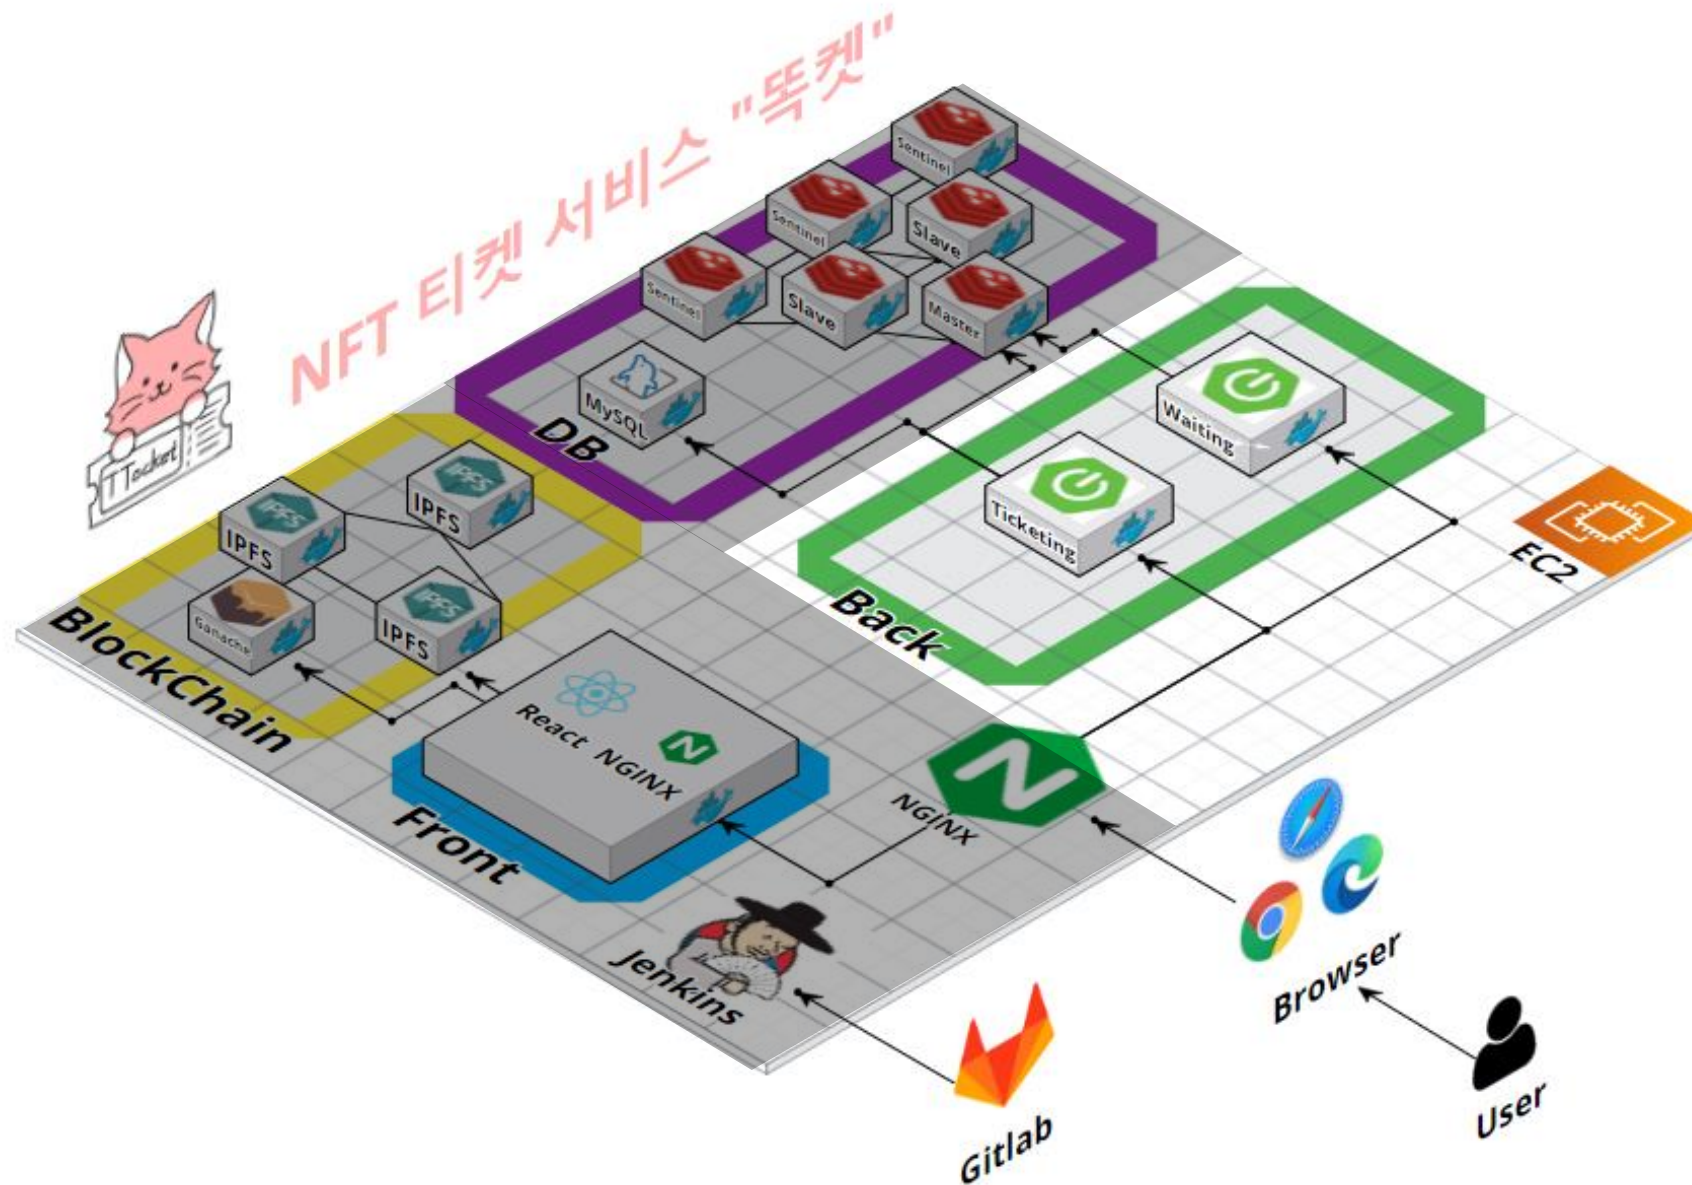 NFT 티켓 서비스 "똑켓"
TTocket
Sentinel
Sentinel
Slave
Sentinel
Slave
Master
MySQL
DB
Waiting
Ticketing
Back
EC2
IPFS
IPFS
IPFS
Ganache
BlockChain
React NGINX
Front
NGINX
Jenkins
Browser
User
Gitlab